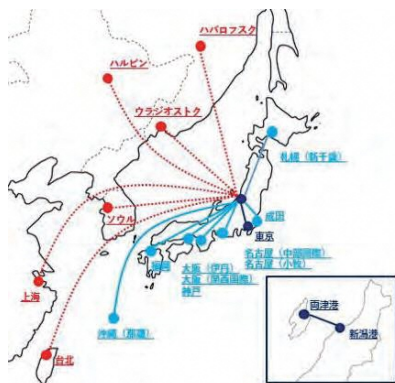 ハバロフスク
ハルビン
ウラジオストク
札幌（新千歳）
ソウル
成田
東京
福岡
大阪（伊丹）
大阪（関西国際）
神戸
名古屋（中部国際）
名古屋（小牧）
上海
沖縄（那覇）
台北
両津港
新潟港